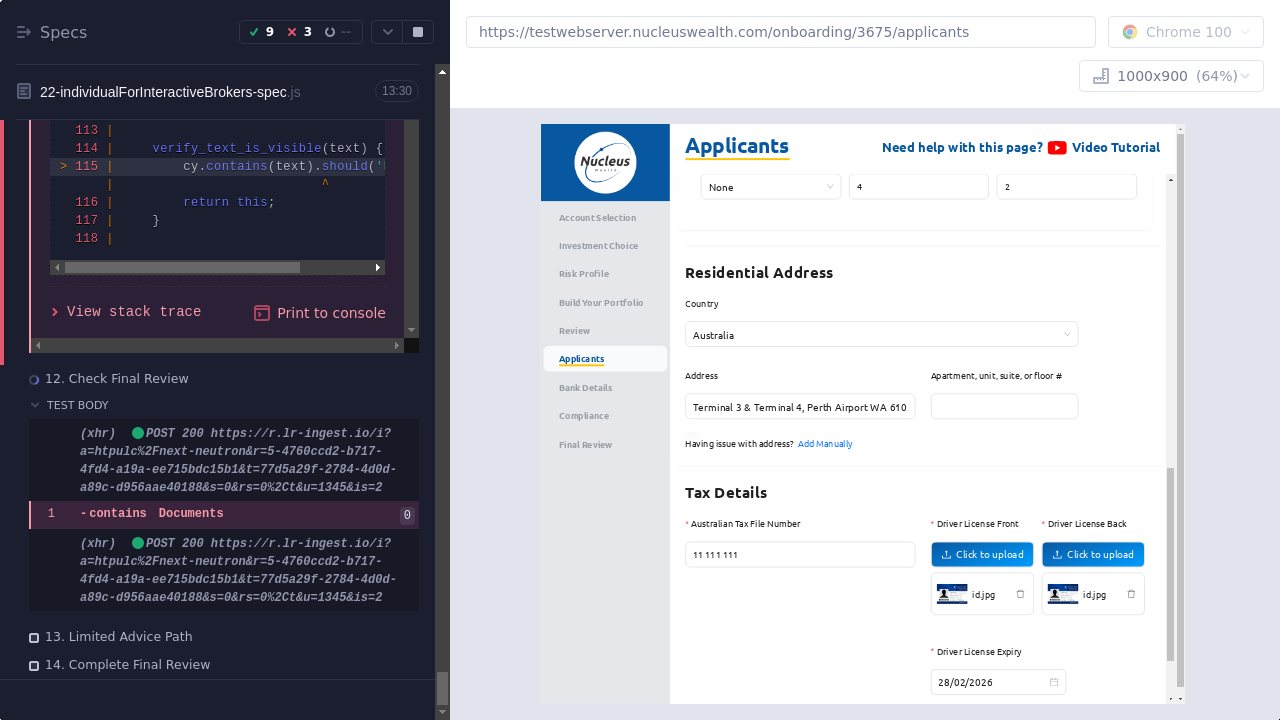 Specs
9
3
--
22-individualForInteractiveBrokers-spec.js
13:30
113 |
114 |     verify_text_is_visible(text) {
> 115 |         cy.contains(text).should('
|                            ^
116 |         return this;
117 |     }
118 |
View stack trace
Print to console
12. Check Final Review
TEST BODY
(xhr) POST 200 https://r.lr-ingest.io/i?
a=htpulc%2Fnext-neutron&r=5-4760ccd2-b717-
4fd4-a19a-ee715bdc15b1&t=77d5a29f-2784-4d0d-
a89c-d956aae40188&s=0&rs=0%2Ct&u=1345&is=2
1 -contains Documents 0
(xhr) POST 200 https://r.lr-ingest.io/i?
a=htpulc%2Fnext-neutron&r=5-4760ccd2-b717-
4fd4-a19a-ee715bdc15b1&t=77d5a29f-2784-4d0d-
a89c-d956aae40188&s=0&rs=0%2Ct&u=1345&is=2
13. Limited Advice Path
14. Complete Final Review
https://testwebserver.nucleuswealth.com/onboarding/3675/applicants
Chrome 100
1000x900 (64%)
Nucleus
Wealth
Account Selection
Investment Choice
Risk Profile
Build Your Portfolio
Review
Applicants
Bank Details
Compliance
Final Review
Applicants
Need help with this page? Video Tutorial
None
4
2
Residential Address
Country
Australia
Address
Apartment, unit, suite, or floor #
Terminal 3 & Terminal 4, Perth Airport WA 610
Having issue with address? Add Manually
Tax Details
* Australian Tax File Number
* Driver License Front
* Driver License Back
11 111 111
Click to upload
Click to upload
id.jpg
id.jpg
* Driver License Expiry
28/02/2026